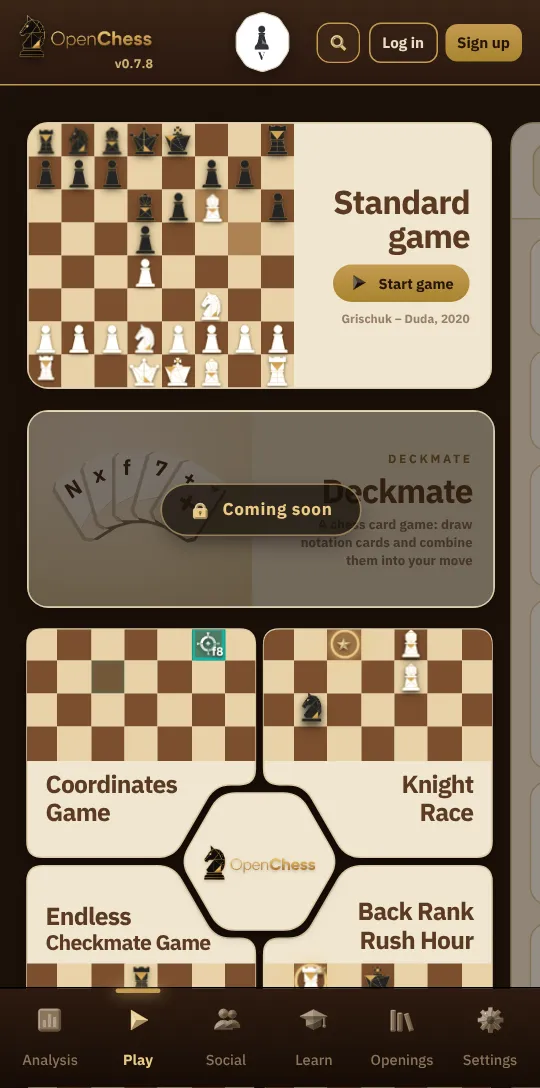 OpenChess
v0.7.8
V
Log in
Sign up
Standard
game
Start game
Grischuk – Duda, 2020
N x f 7
DECKMATE
Deckmate
Coming soon
A chess card game: draw
notation cards and combine
them into your move
f8
Coordinates
Game
Knight
Race
OpenChess
Endless
Checkmate Game
Back Rank
Rush Hour
Analysis
Play
Social
Learn
Openings
Settings